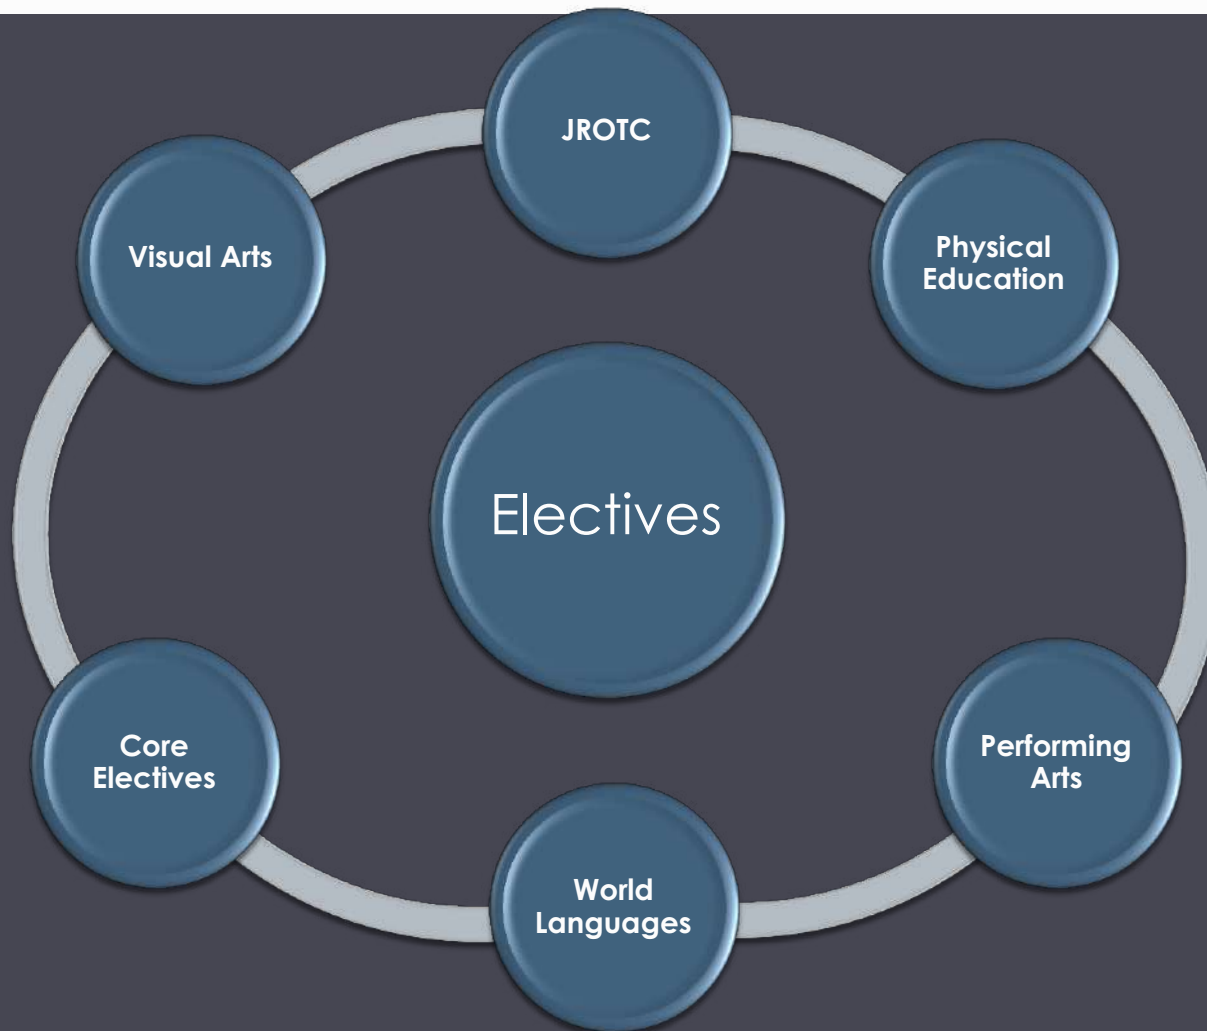 JROTC
Visual Arts
Physical
Education
Electives
Core
Electives
Performing
Arts
World
Languages